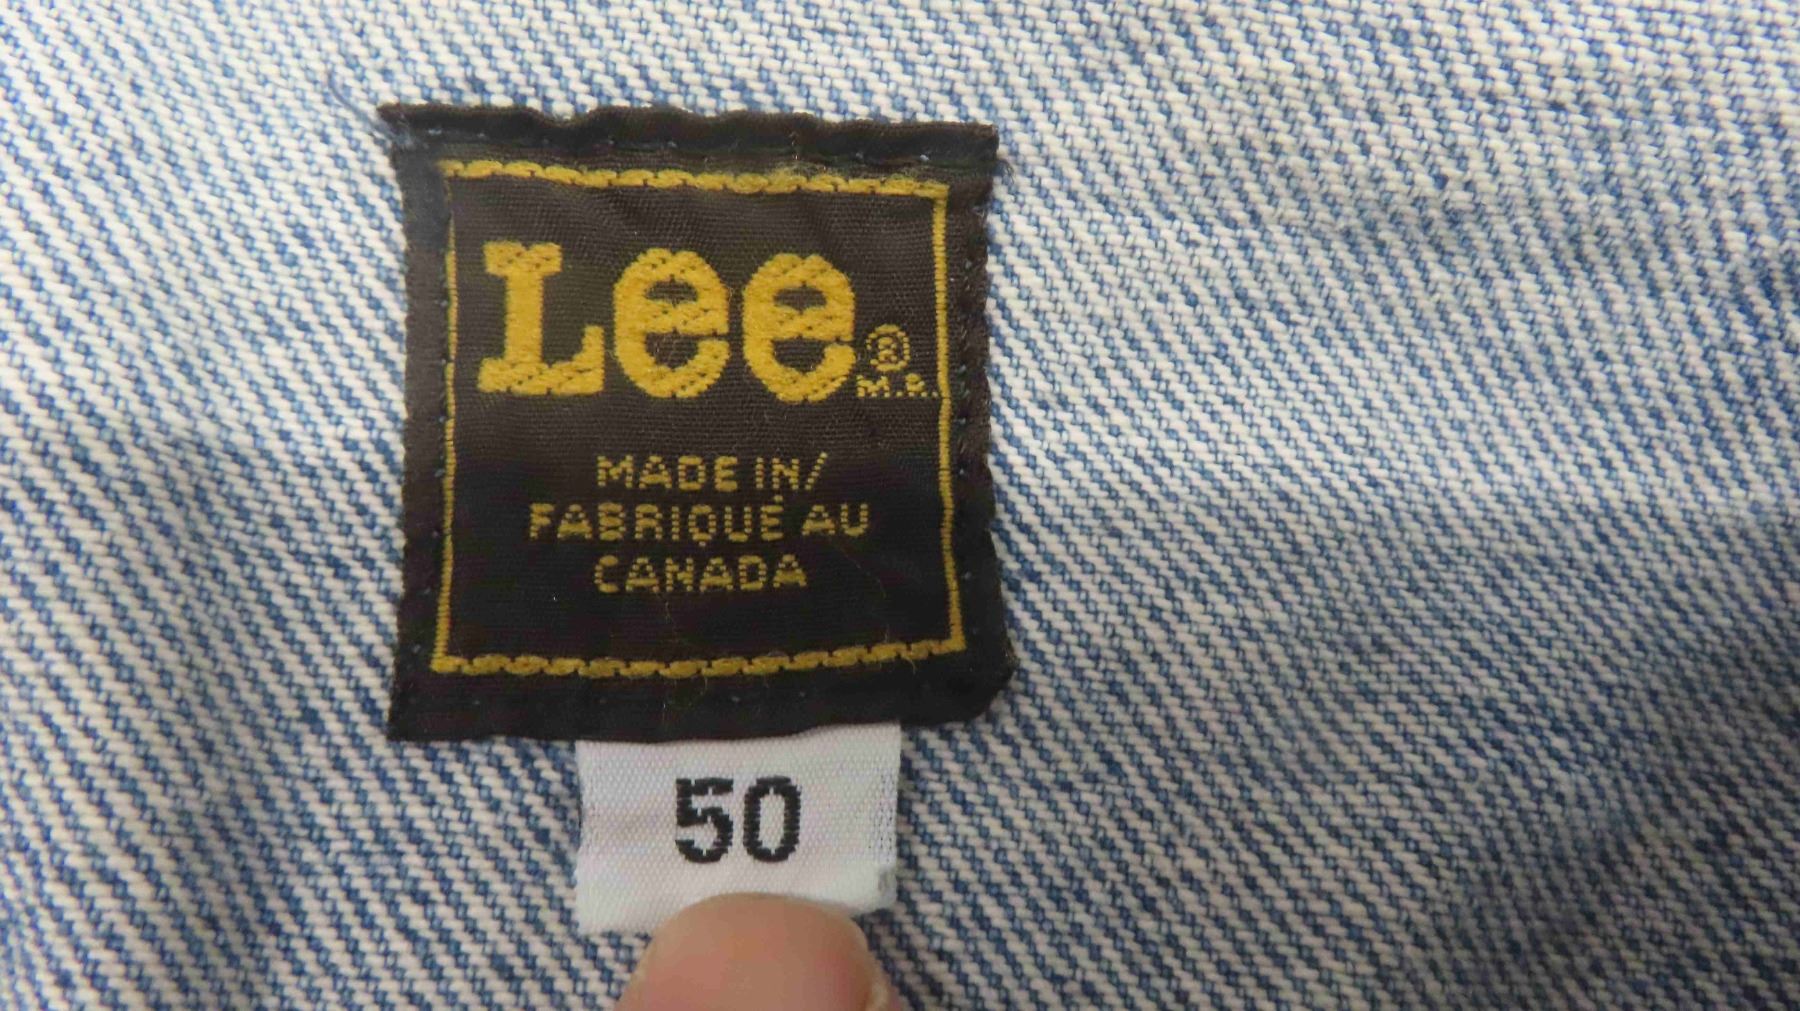 Lee®
M.R.
MADE IN/
FABRIQUÉ AU
CANADA
50